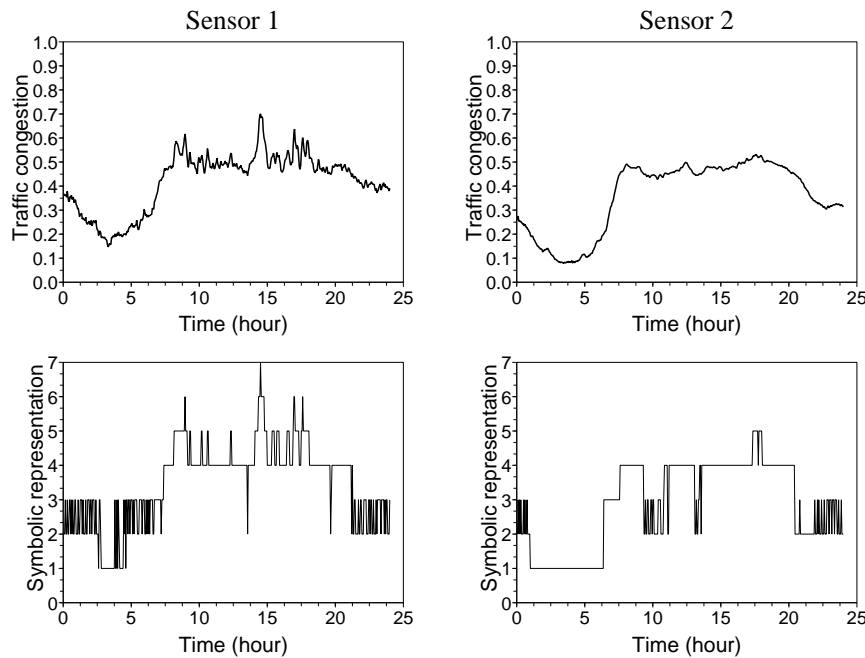 Sensor 1
Sensor 2
Traffic congestion
1.0
0.9
0.8
0.7
0.6
0.5
0.4
0.3
0.2
0.1
0.0
0 5 10 15 20 25
Time (hour)
Traffic congestion
1.0
0.9
0.8
0.7
0.6
0.5
0.4
0.3
0.2
0.1
0.0
0 5 10 15 20 25
Time (hour)
Symbolic representation
7
6
5
4
3
2
1
0
0 5 10 15 20 25
Time (hour)
Symbolic representation
7
6
5
4
3
2
1
0
0 5 10 15 20 25
Time (hour)